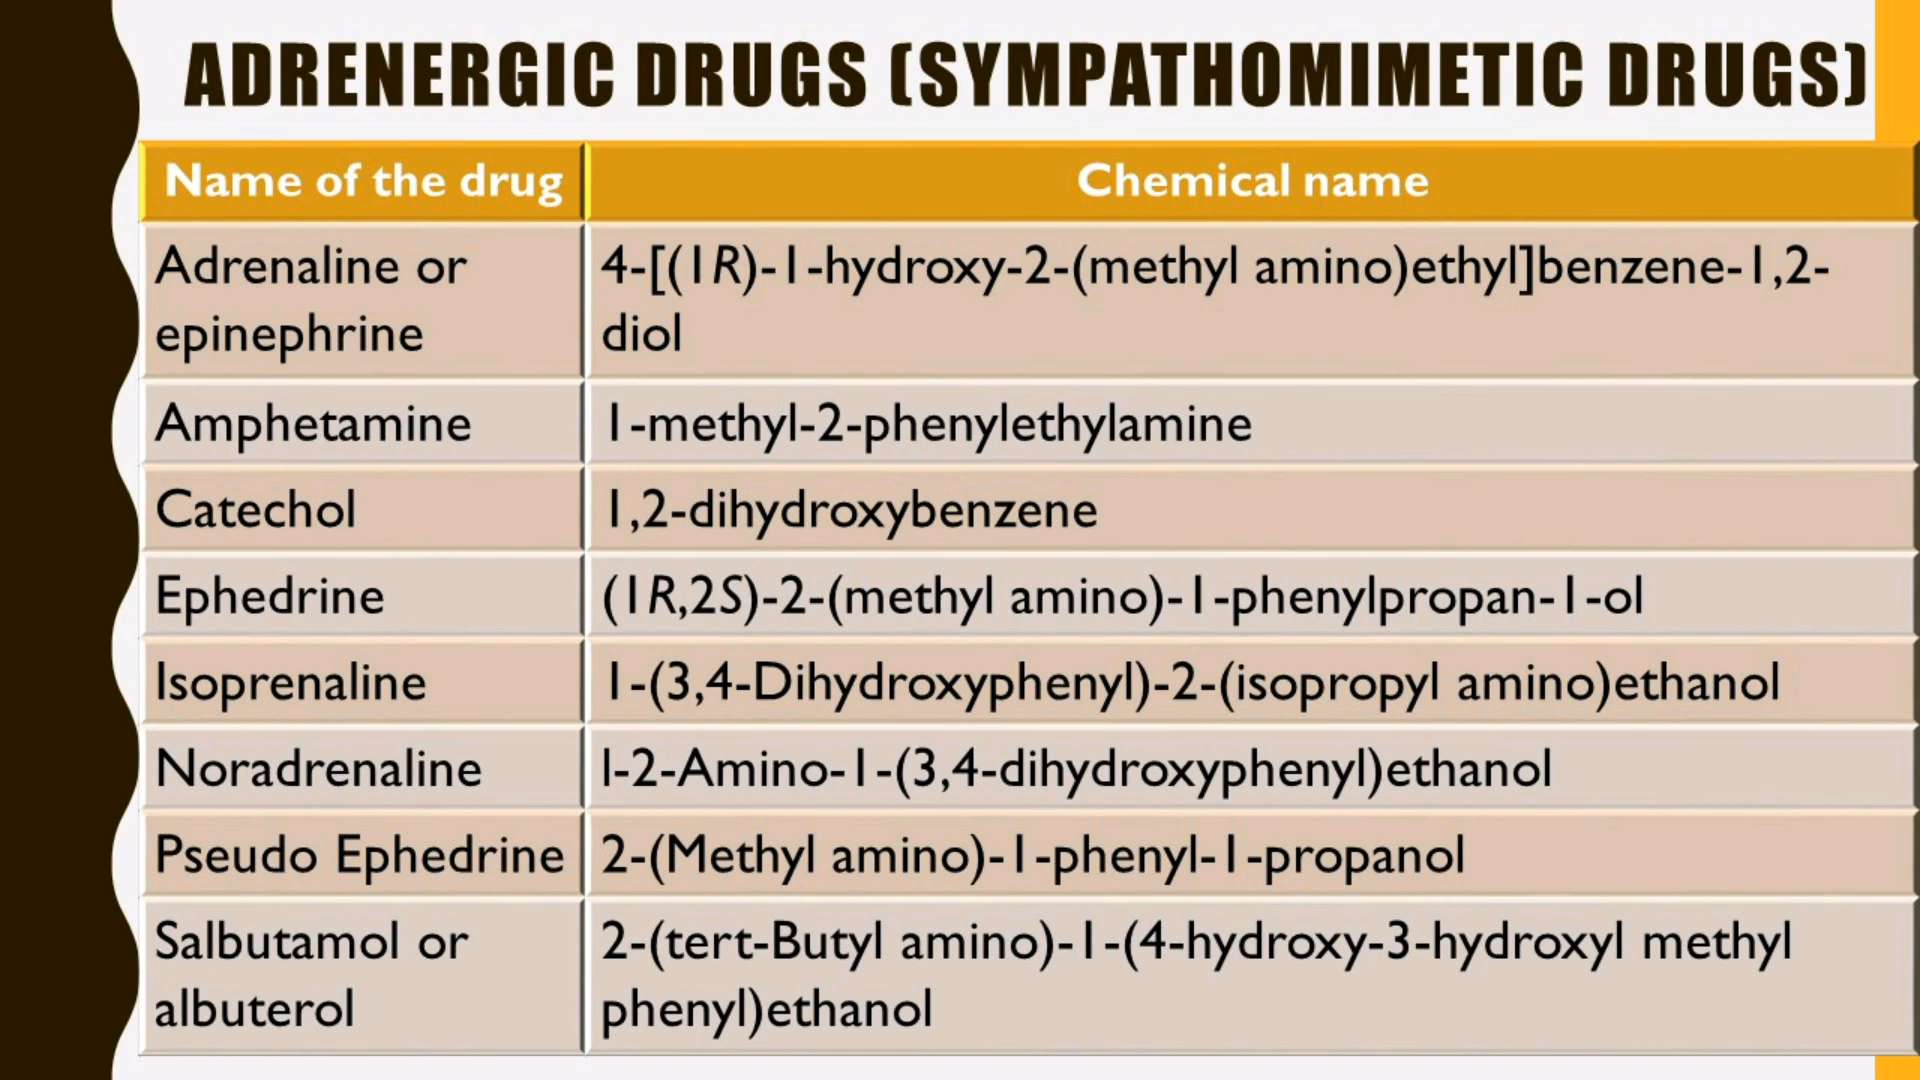 ADRENERGIC DRUGS (SYMPATHOMIMETIC DRUGS)
Name of the drug
Chemical name
Adrenaline or
epinephrine
4-[(1R)-1-hydroxy-2-(methyl amino)ethyl]benzene-1,2-
diol
Amphetamine
1-methyl-2-phenylethylamine
Catechol
1,2-dihydroxybenzene
Ephedrine
(1R,2S)-2-(methyl amino)-1-phenylpropan-1-ol
Isoprenaline
1-(3,4-Dihydroxyphenyl)-2-(isopropyl amino)ethanol
Noradrenaline
l-2-Amino-1-(3,4-dihydroxyphenyl)ethanol
Pseudo Ephedrine
2-(Methyl amino)-1-phenyl-1-propanol
Salbutamol or
albuterol
2-(tert-Butyl amino)-1-(4-hydroxy-3-hydroxyl methyl
phenyl)ethanol